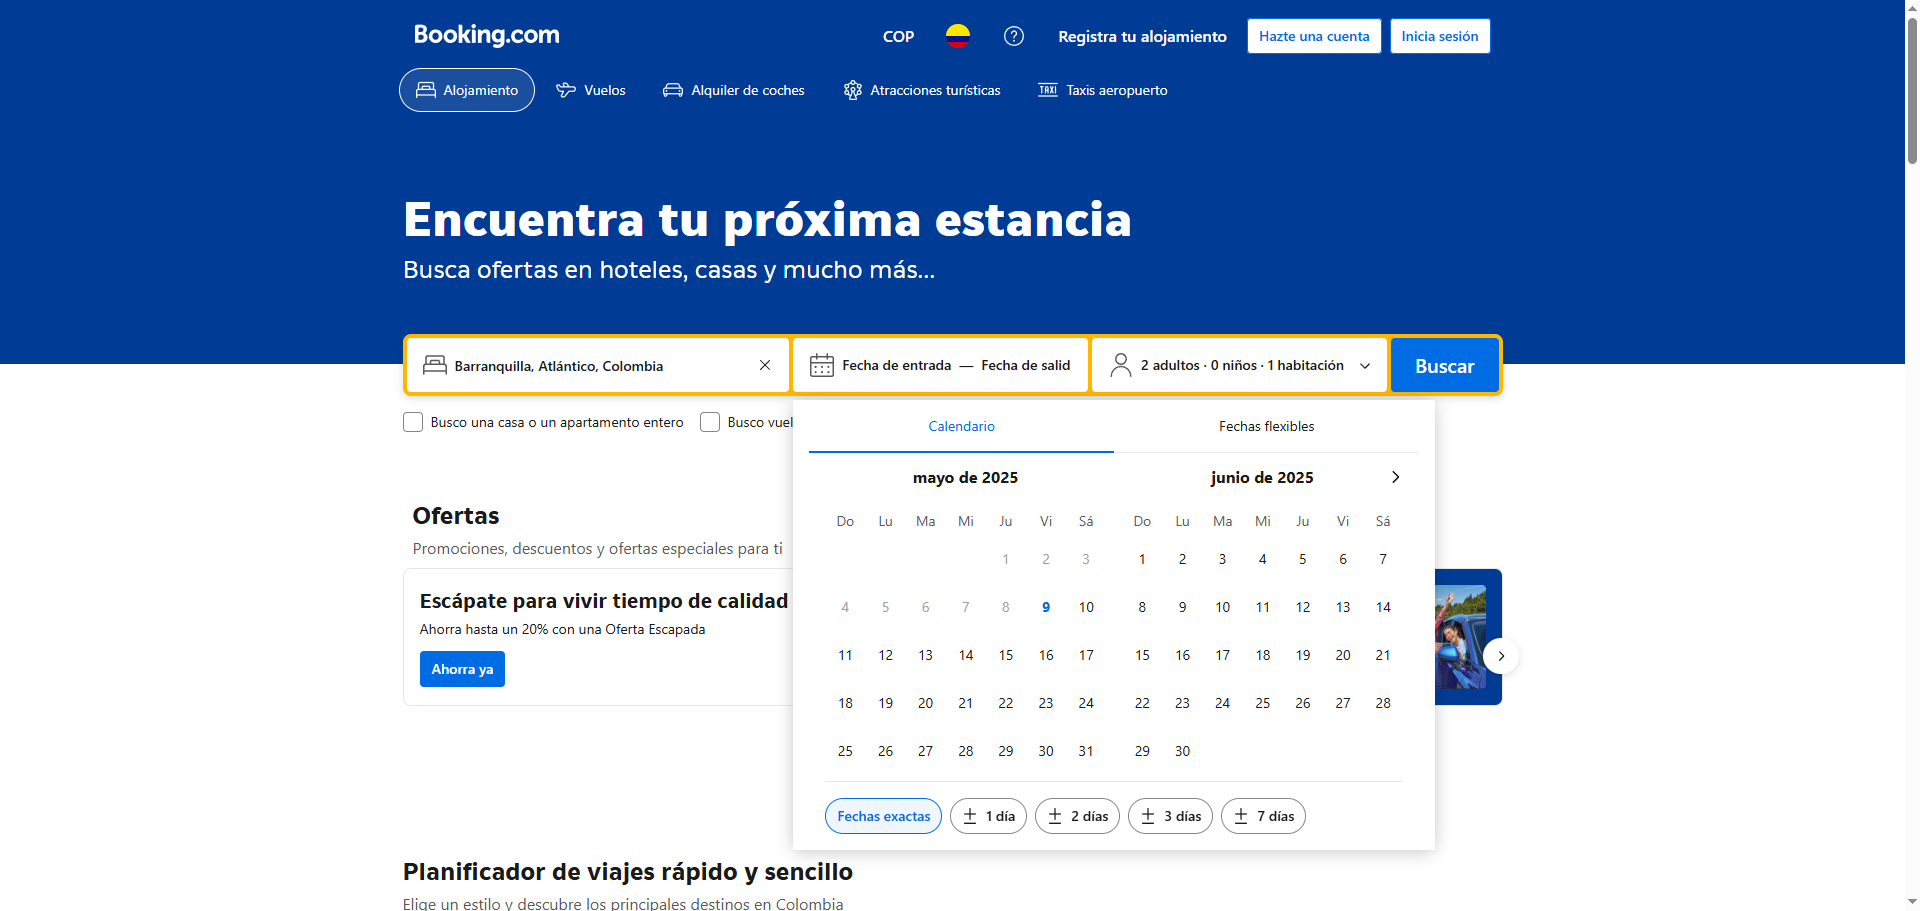 Booking.com
COP
Registra tu alojamiento
Hazte una cuenta
Inicia sesión
Alojamiento
Vuelos
Alquiler de coches
Atracciones turísticas
TAXI
Taxis aeropuerto
Encuentra tu próxima estancia
Busca ofertas en hoteles, casas y mucho más...
Barranquilla, Atlántico, Colombia
Fecha de entrada — Fecha de salid
2 adultos · 0 niños · 1 habitación
Buscar
Busco una casa o un apartamento entero
Busco vuel
Calendario
Fechas flexibles
mayo de 2025
Do Lu Ma Mi Ju Vi Sá
1 2 3
4 5 6 7 8 9 10
11 12 13 14 15 16 17
18 19 20 21 22 23 24
25 26 27 28 29 30 31
junio de 2025
Do Lu Ma Mi Ju Vi Sá
1 2 3 4 5 6 7
8 9 10 11 12 13 14
15 16 17 18 19 20 21
22 23 24 25 26 27 28
29 30
Fechas exactas
± 1 día
± 2 días
± 3 días
± 7 días
Ofertas
Promociones, descuentos y ofertas especiales para ti
Escápate para vivir tiempo de calidad
Ahorra hasta un 20% con una Oferta Escapada
Ahorra ya
Planificador de viajes rápido y sencillo
Elige un estilo y descubre los principales destinos en Colombia